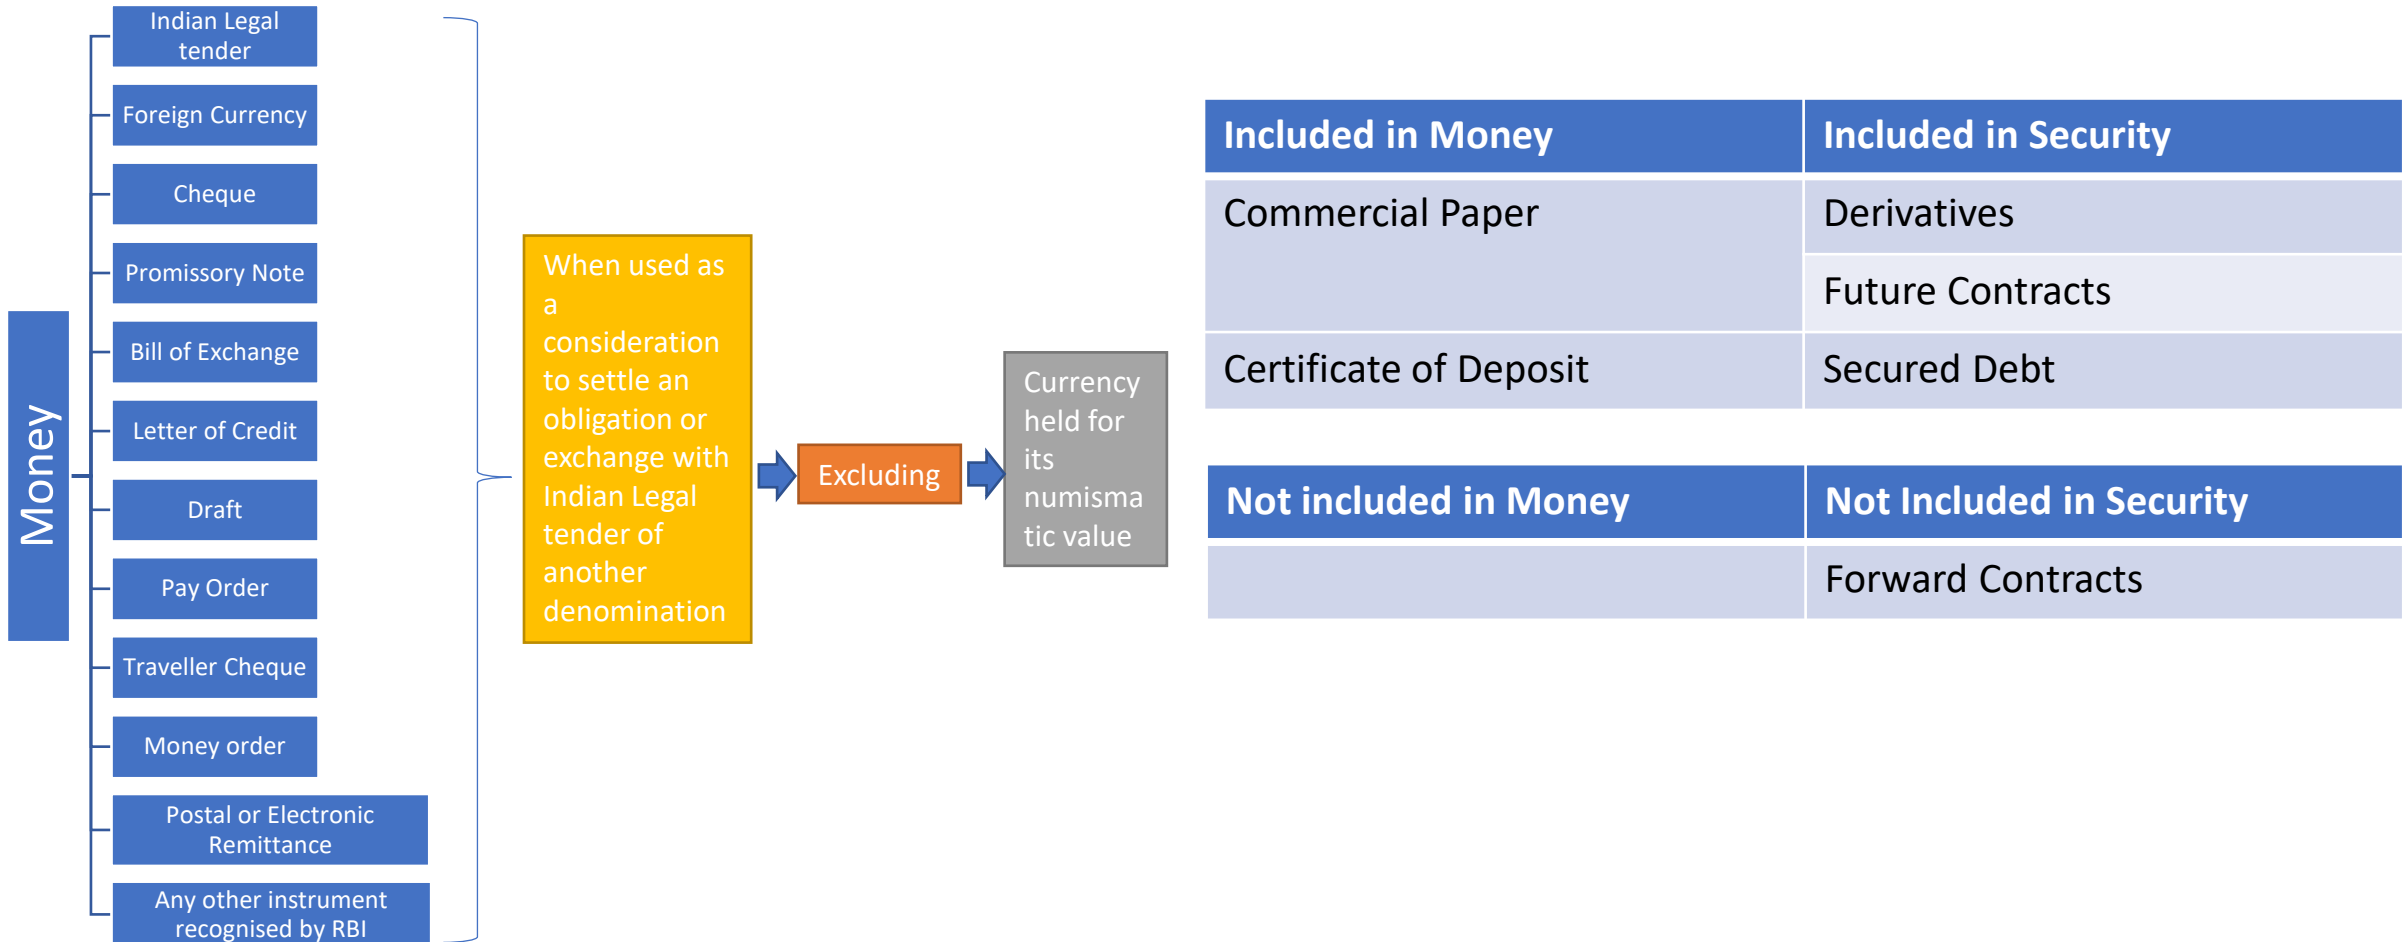 Money
Indian Legal
tender
Foreign Currency
Cheque
Promissory Note
Bill of Exchange
Letter of Credit
Draft
Pay Order
Traveller Cheque
Money order
Postal or Electronic
Remittance
Any other instrument
recognised by RBI
When used as
a
consideration
to settle an
obligation or
exchange with
Indian Legal
tender of
another
denomination
Excluding
Currency
held for
its
numisma
tic value
Included in Money
Included in Security
Commercial Paper
Derivatives
Future Contracts
Certificate of Deposit
Secured Debt
Not included in Money
Not Included in Security
Forward Contracts